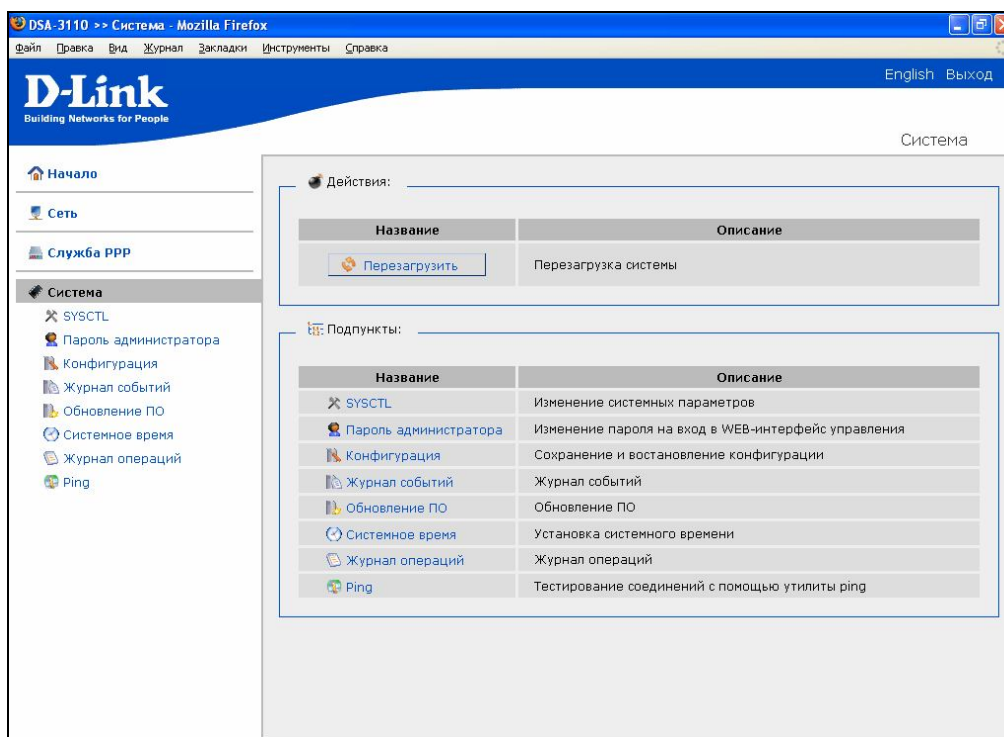 DSA-3110 >> Система - Mozilla Firefox
Файл Правка Вид Журнал Закладки Инструменты Справка
English Выход
D-Link
Building Networks for People
Система
Начало
Сеть
Служба PPP
Система
SYSCTL
Пароль администратора
Конфигурация
Журнал событий
Обновление ПО
Системное время
Журнал операций
Ping
Действия:
Название Описание
Перезагрузить Перезагрузка системы
Подпункты:
Название Описание
SYSCTL Изменение системных параметров
Пароль администратора Изменение пароля на вход в WEB-интерфейс управления
Конфигурация Сохранение и востановление конфигурации
Журнал событий Журнал событий
Обновление ПО Обновление ПО
Системное время Установка системного времени
Журнал операций Журнал операций
Ping Тестирование соединений с помощью утилиты ping